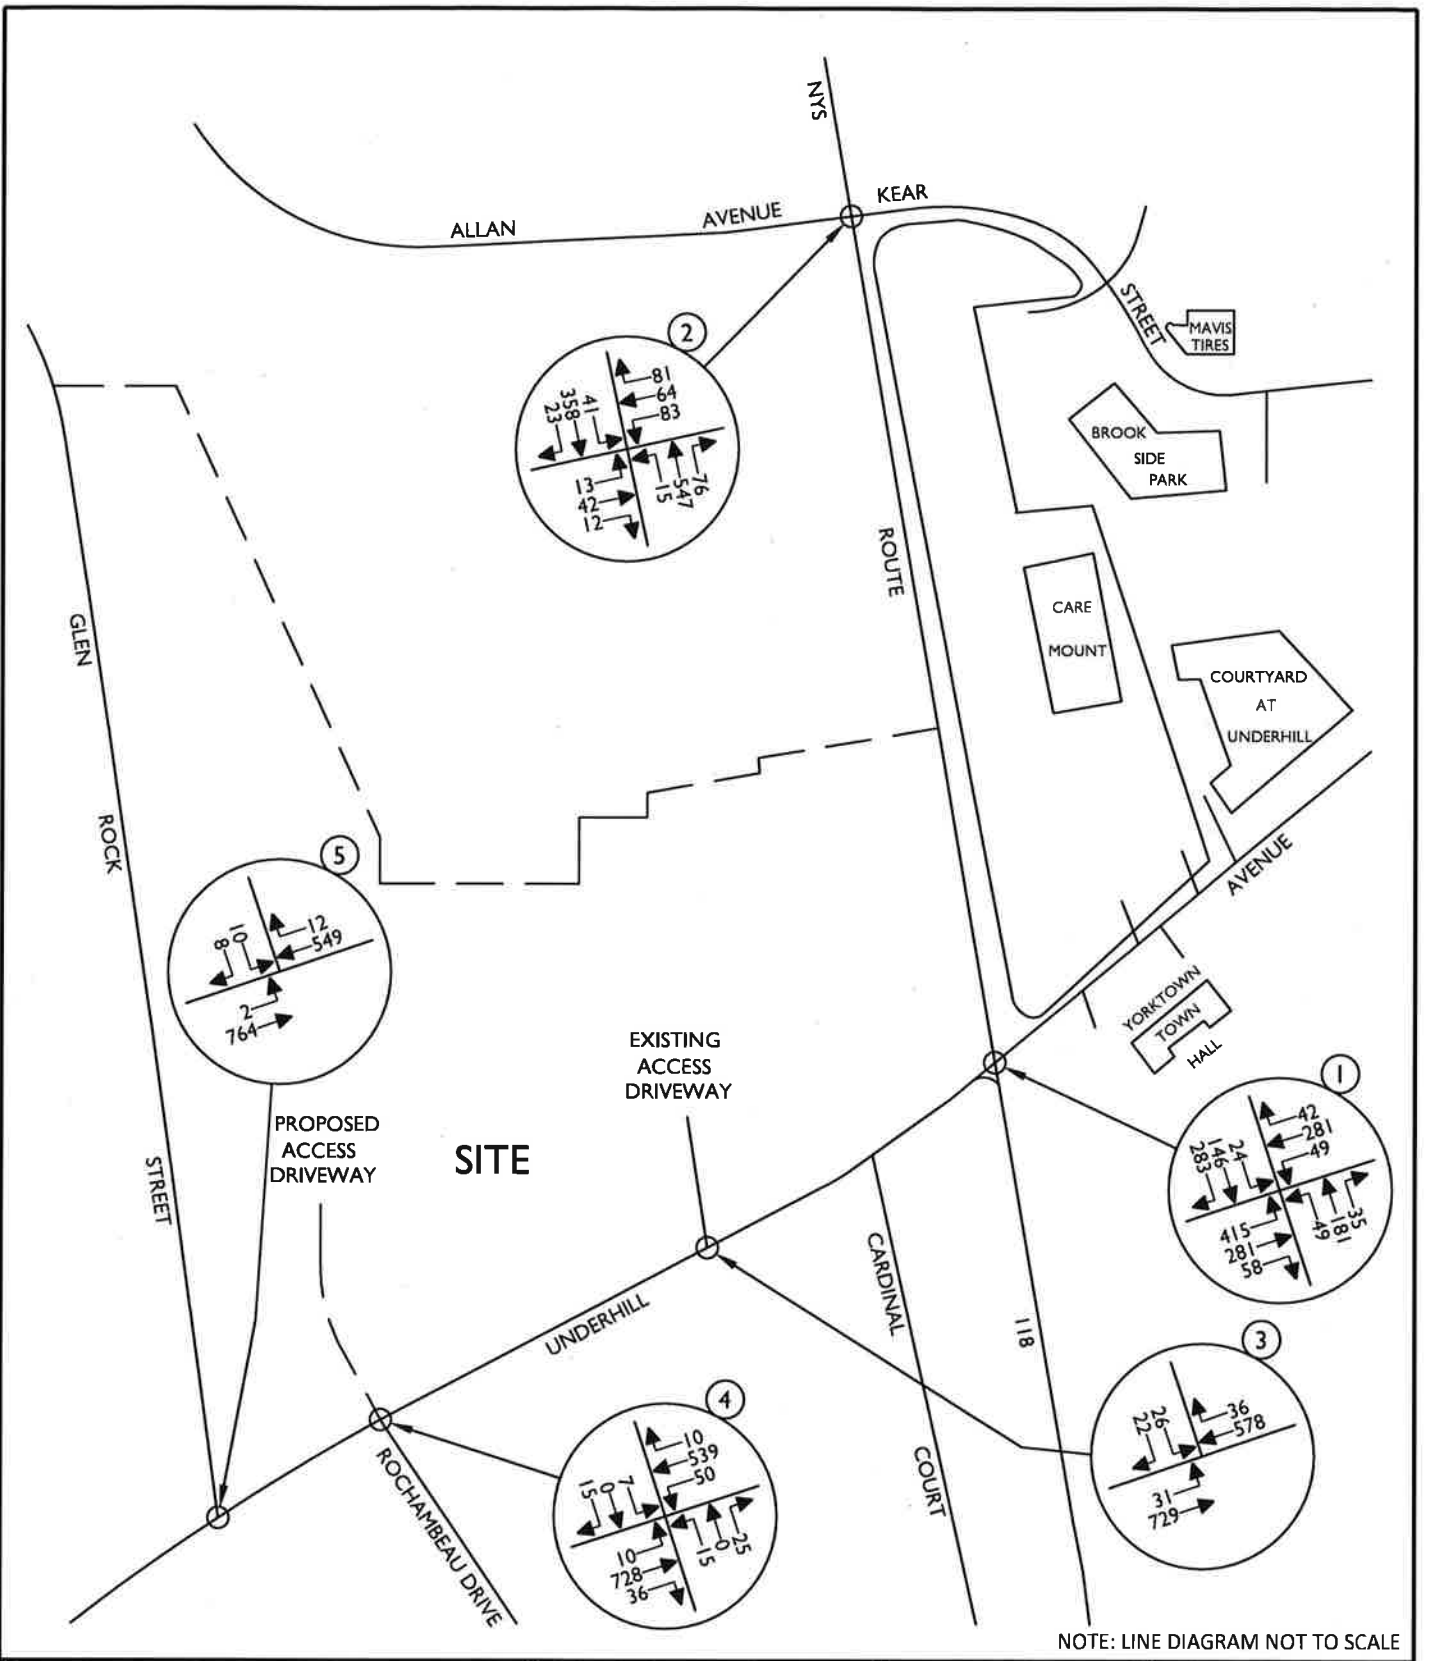 NYS
KEAR
ALLAN AVENUE
STREET
MAVIS
TIRES
2
81
64
83
41
358
23
13
42
12
15
547
76
BROOK
SIDE
PARK
ROUTE
CARE
MOUNT
GLEN
COURTYARD
AT
UNDERHILL
ROCK
AVENUE
5
12
549
10
8
2
764
YORKTOWN
TOWN
HALL
EXISTING
ACCESS
DRIVEWAY
1
42
281
49
24
146
283
415
281
58
49
181
35
PROPOSED
ACCESS
DRIVEWAY
SITE
STREET
CARDINAL
UNDERHILL
118
3
36
578
26
22
31
729
4
10
539
50
7
0
15
10
728
36
15
0
25
COURT
ROCHAMBEAU DRIVE
NOTE: LINE DIAGRAM NOT TO SCALE